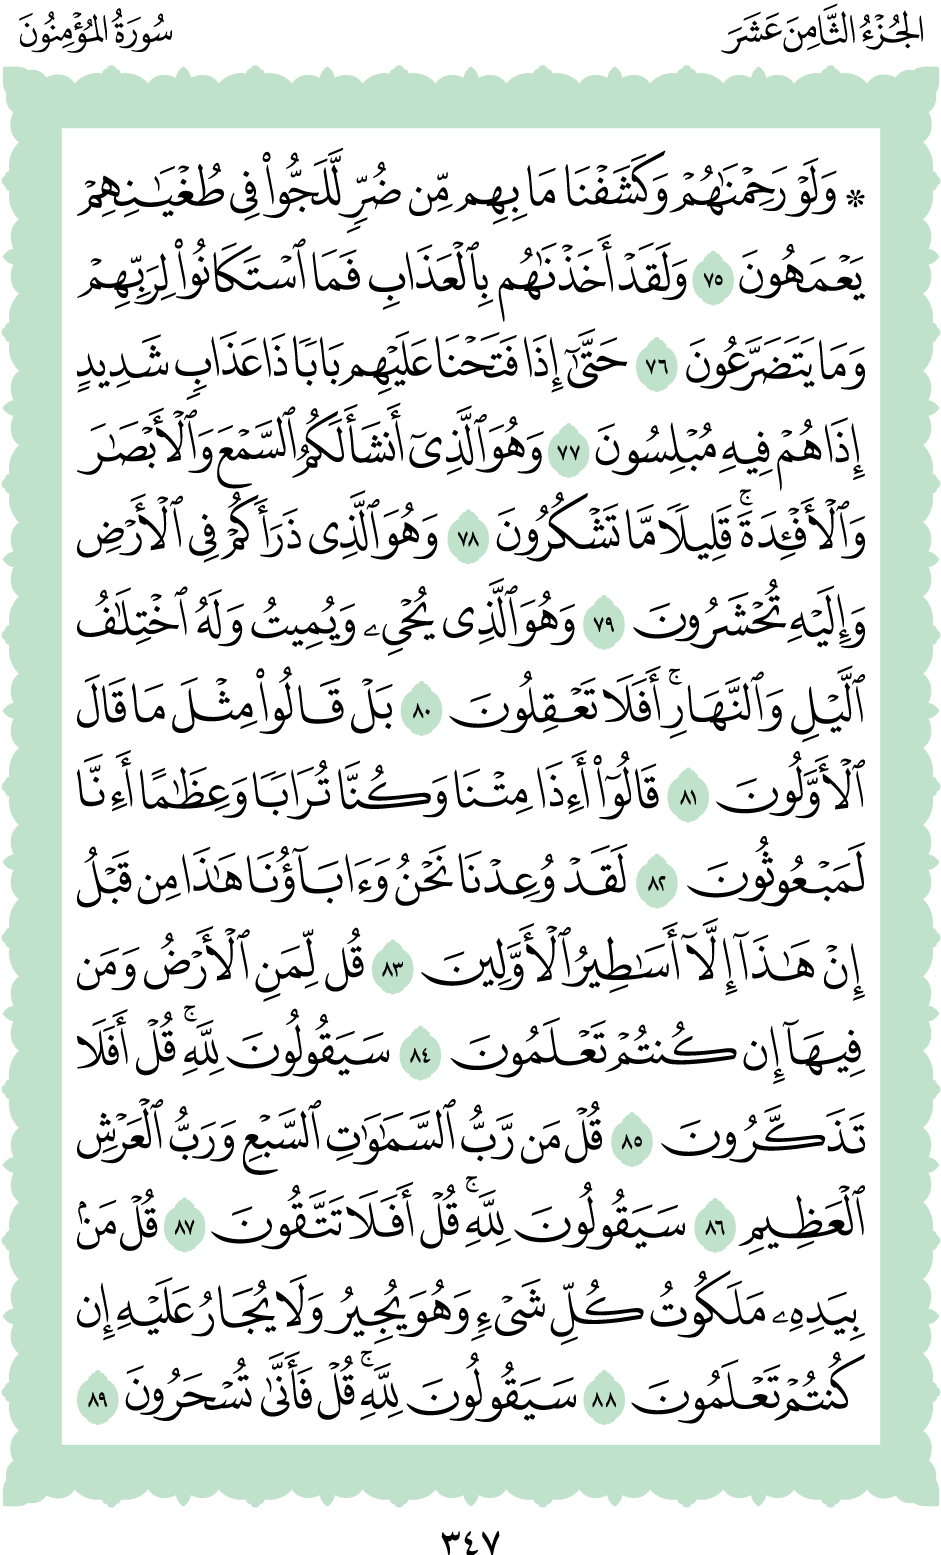 الجُزْءُ الثَّامِنَ عَشَرَ
سُورَةُ المُؤْمِنُونَ
۞ وَلَوْ رَحِمْنَٰهُمْ وَكَشَفْنَا مَا بِهِم مِّن ضُرٍّ لَّلَجُّوا۟ فِى طُغْيَٰنِهِمْ
يَعْمَهُونَ ٧٥ وَلَقَدْ أَخَذْنَٰهُم بِٱلْعَذَابِ فَمَا ٱسْتَكَانُوا۟ لِرَبِّهِمْ
وَمَا يَتَضَرَّعُونَ ٧٦ حَتَّىٰٓ إِذَا فَتَحْنَا عَلَيْهِم بَابًا ذَا عَذَابٍ شَدِيدٍ
إِذَا هُمْ فِيهِ مُبْلِسُونَ ٧٧ وَهُوَ ٱلَّذِىٓ أَنشَأَ لَكُمُ ٱلسَّمْعَ وَٱلْأَبْصَٰرَ
وَٱلْأَفْـِٔدَةَ ۚ قَلِيلًا مَّا تَشْكُرُونَ ٧٨ وَهُوَ ٱلَّذِى ذَرَأَكُمْ فِى ٱلْأَرْضِ
وَإِلَيْهِ تُحْشَرُونَ ٧٩ وَهُوَ ٱلَّذِى يُحْىِۦ وَيُمِيتُ وَلَهُ ٱخْتِلَٰفُ
ٱلَّيْلِ وَٱلنَّهَارِ ۚ أَفَلَا تَعْقِلُونَ ٨٠ بَلْ قَالُوا۟ مِثْلَ مَا قَالَ
ٱلْأَوَّلُونَ ٨١ قَالُوٓا۟ أَءِذَا مِتْنَا وَكُنَّا تُرَابًا وَعِظَٰمًا أَءِنَّا
لَمَبْعُوثُونَ ٨٢ لَقَدْ وُعِدْنَا نَحْنُ وَءَابَآؤُنَا هَٰذَا مِن قَبْلُ
إِنْ هَٰذَآ إِلَّآ أَسَٰطِيرُ ٱلْأَوَّلِينَ ٨٣ قُل لِّمَنِ ٱلْأَرْضُ وَمَن
فِيهَآ إِن كُنتُمْ تَعْلَمُونَ ٨٤ سَيَقُولُونَ لِلَّهِ ۚ قُلْ أَفَلَا
تَذَكَّرُونَ ٨٥ قُلْ مَن رَّبُّ ٱلسَّمَٰوَٰتِ ٱلسَّبْعِ وَرَبُّ ٱلْعَرْشِ
ٱلْعَظِيمِ ٨٦ سَيَقُولُونَ لِلَّهِ ۚ قُلْ أَفَلَا تَتَّقُونَ ٨٧ قُلْ مَنۢ
بِيَدِهِۦ مَلَكُوتُ كُلِّ شَىْءٍ وَهُوَ يُجِيرُ وَلَا يُجَارُ عَلَيْهِ إِن
كُنتُمْ تَعْلَمُونَ ٨٨ سَيَقُولُونَ لِلَّهِ ۚ قُلْ فَأَنَّىٰ تُسْحَرُونَ ٨٩
٣٤٧